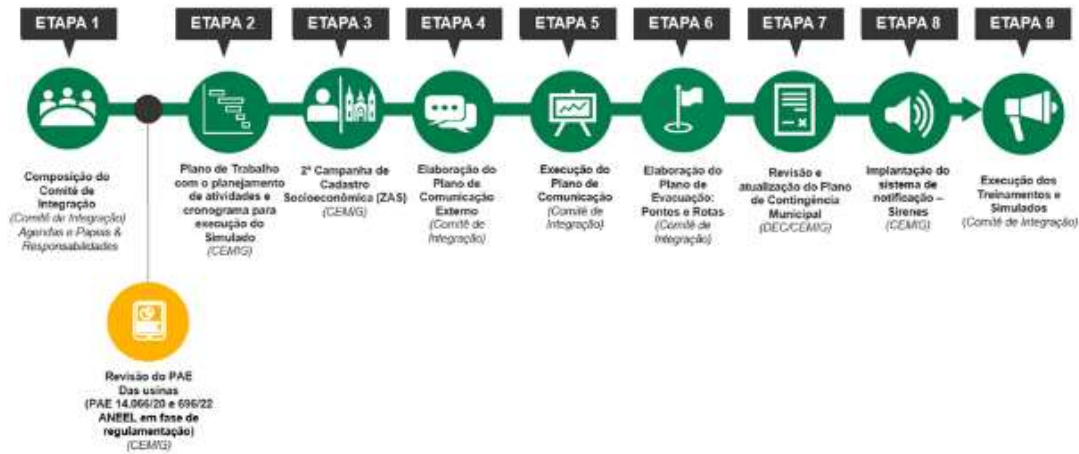 ETAPA 1
Composição do
Comitê de
Integração
(Comitê de Integração)
Agendas e Papeis &
Responsabilidades
Revisão do PAE
Das usinas
(PAE 14.066/20 e 696/22
ANEEL em fase de
regulamentação)
(CEMIG)
ETAPA 2
Plano de Trabalho
com o planejamento
de atividades e
cronograma para
execução do
Simulado
(CEMIG)
ETAPA 3
2ª Campanha de
Cadastro
Socioeconômica (ZAS)
(CEMIG)
ETAPA 4
Elaboração do
Plano de
Comunicação
Externo
(Comitê de
Integração)
ETAPA 5
Execução do
Plano de
Comunicação
(Comitê de
Integração)
ETAPA 6
Elaboração do
Plano de
Evacuação:
Pontos e Rotas
(Comitê de
Integração)
ETAPA 7
Revisão e
atualização do Plano
de Contingência
Municipal
(DEC/CEMIG)
ETAPA 8
Implantação do
sistema de
notificação –
Sirenes
(CEMIG)
ETAPA 9
Execução dos
Treinamentos e
Simulados
(Comitê de Integração)